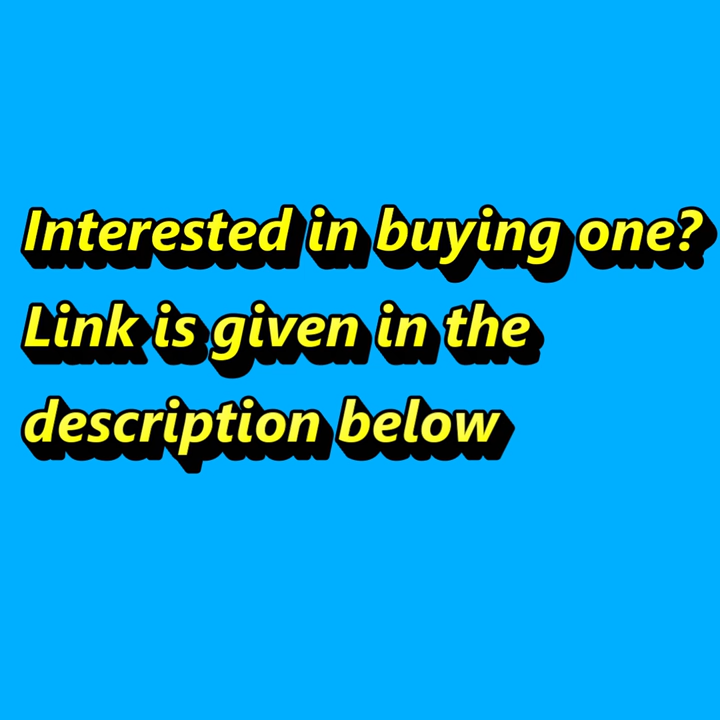 Interested in buying one?
Link is given in the
description below